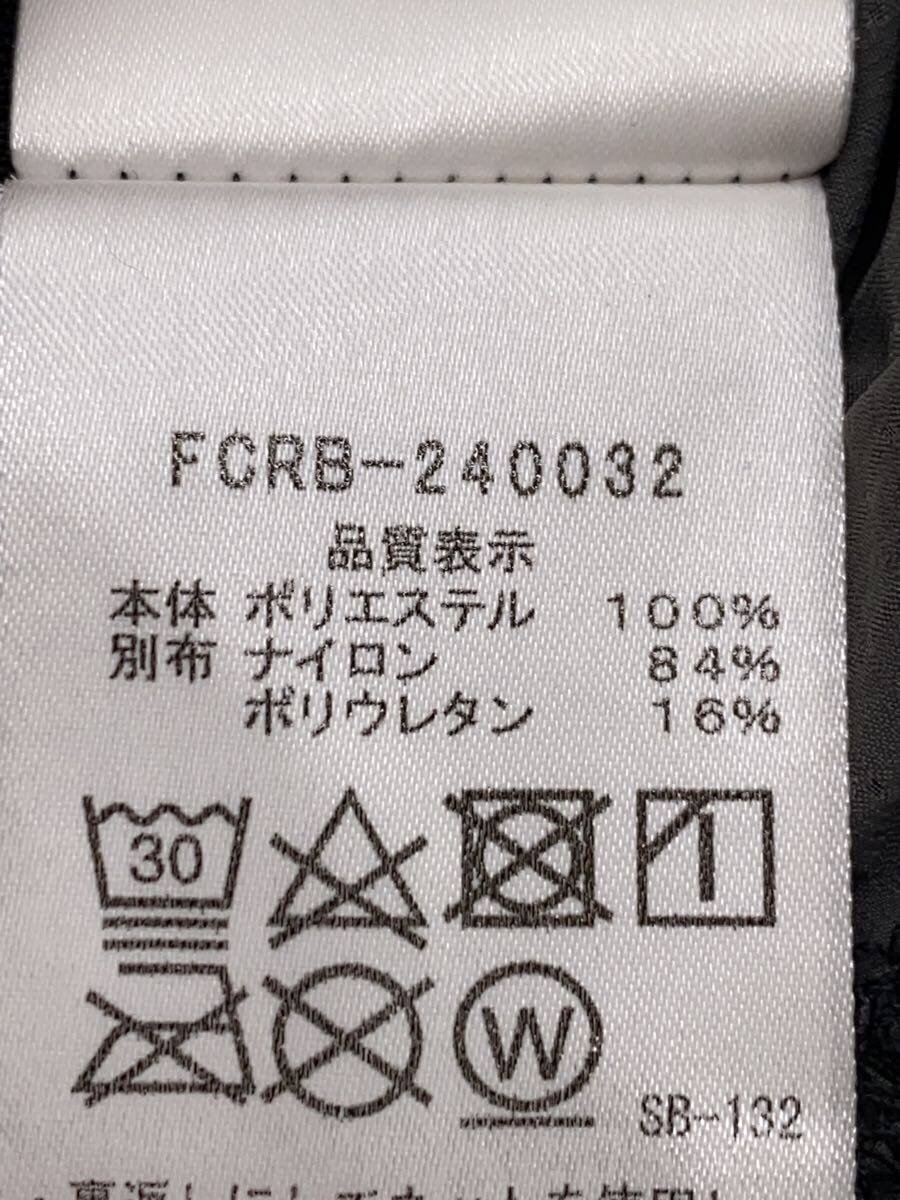 FCRB-240032
品質表示
本体 ポリエステル 100%
別布 ナイロン 84%
ポリウレタン 16%
30
W
SB-132